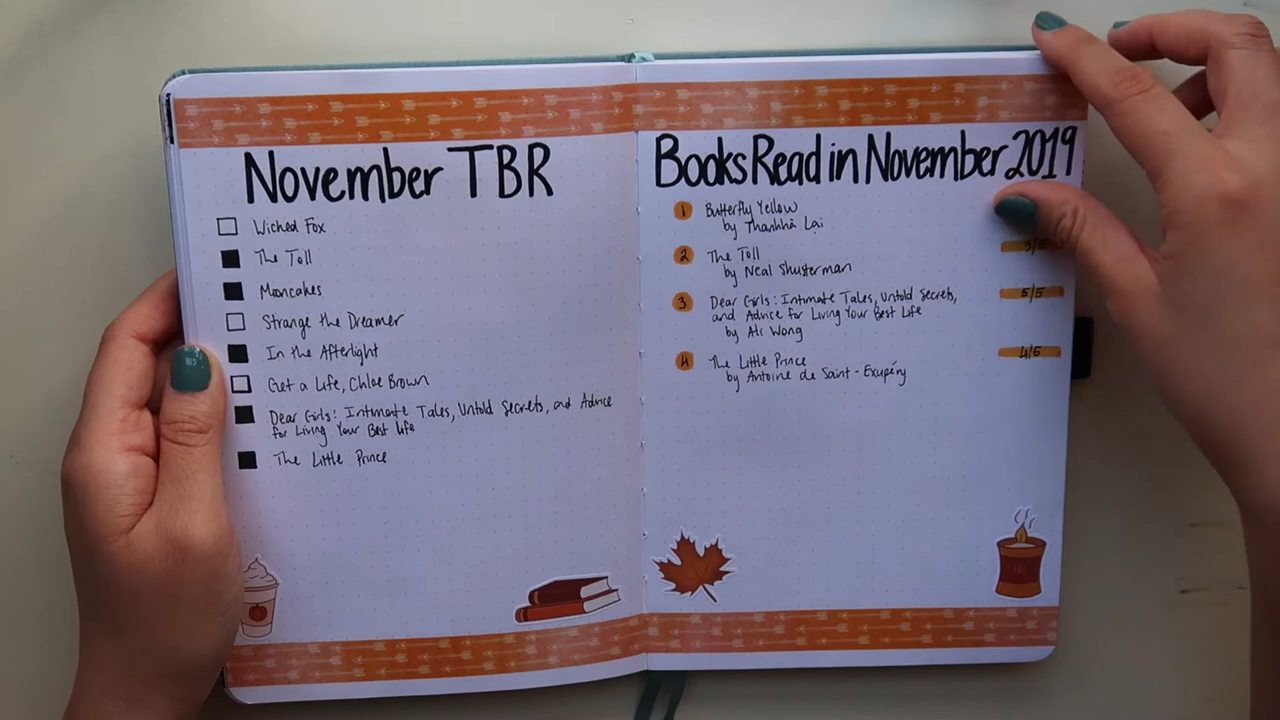 November TBR
Wicked Fox
The Toll
Mooncakes
Strange the Dreamer
In the Afterlight
Get a Life, Chloe Brown
Dear Girls: Intimate Tales, Untold Secrets, and Advice
for Living Your Best Life
The Little Prince
Books Read in November 2019
1 Butterfly Yellow
by Thanhhà Lại
2 The Toll
by Neal Shusterman
3/5
3 Dear Girls: Intimate Tales, Untold Secrets,
and Advice for Living Your Best Life
by Ali Wong
5/5
4 The Little Prince
by Antoine de Saint-Exupéry
4/5